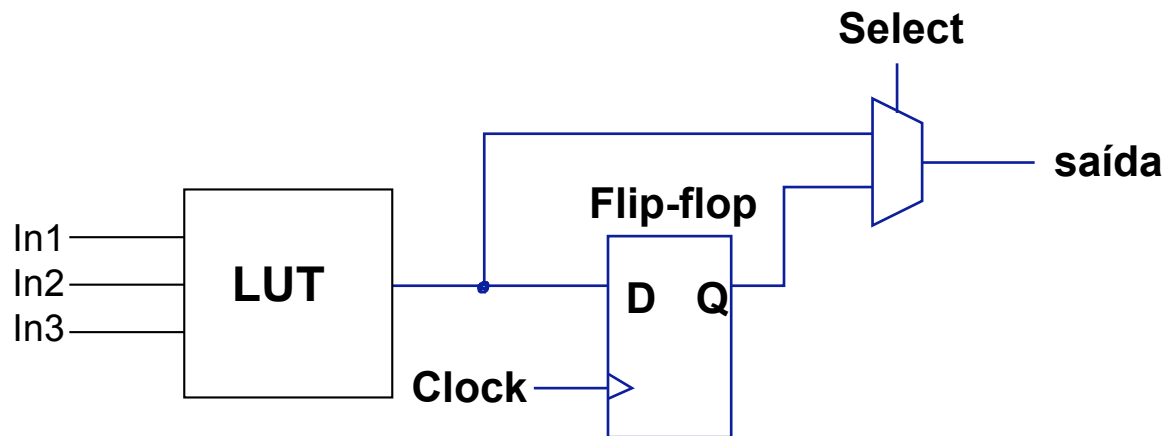 Select
saída
Flip-flop
In1
In2
In3
LUT
D Q
Clock